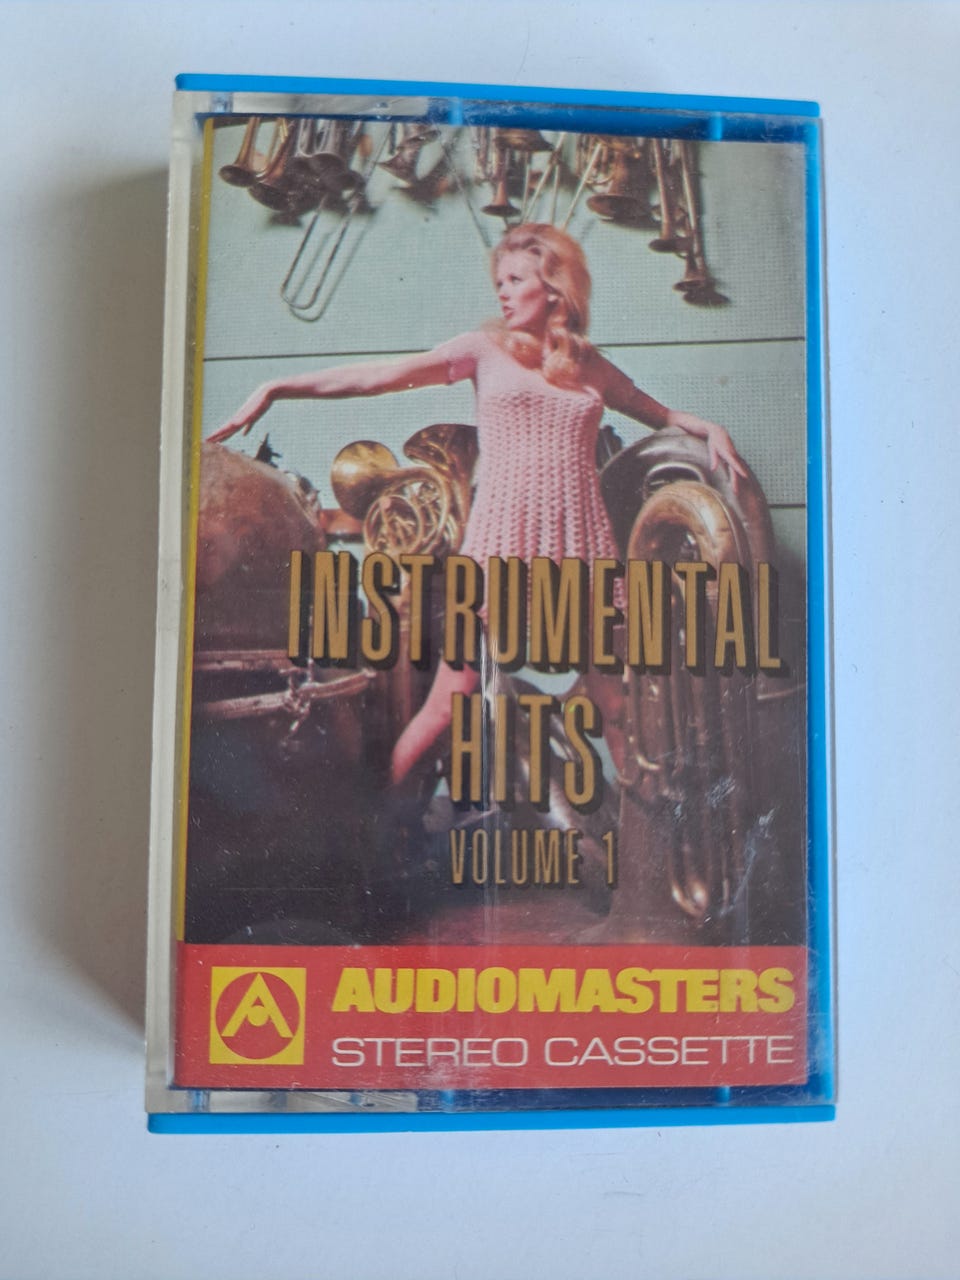 INSTRUMENTAL
HITS
VOLUME 1
AUDIOMASTERS
STEREO CASSETTE